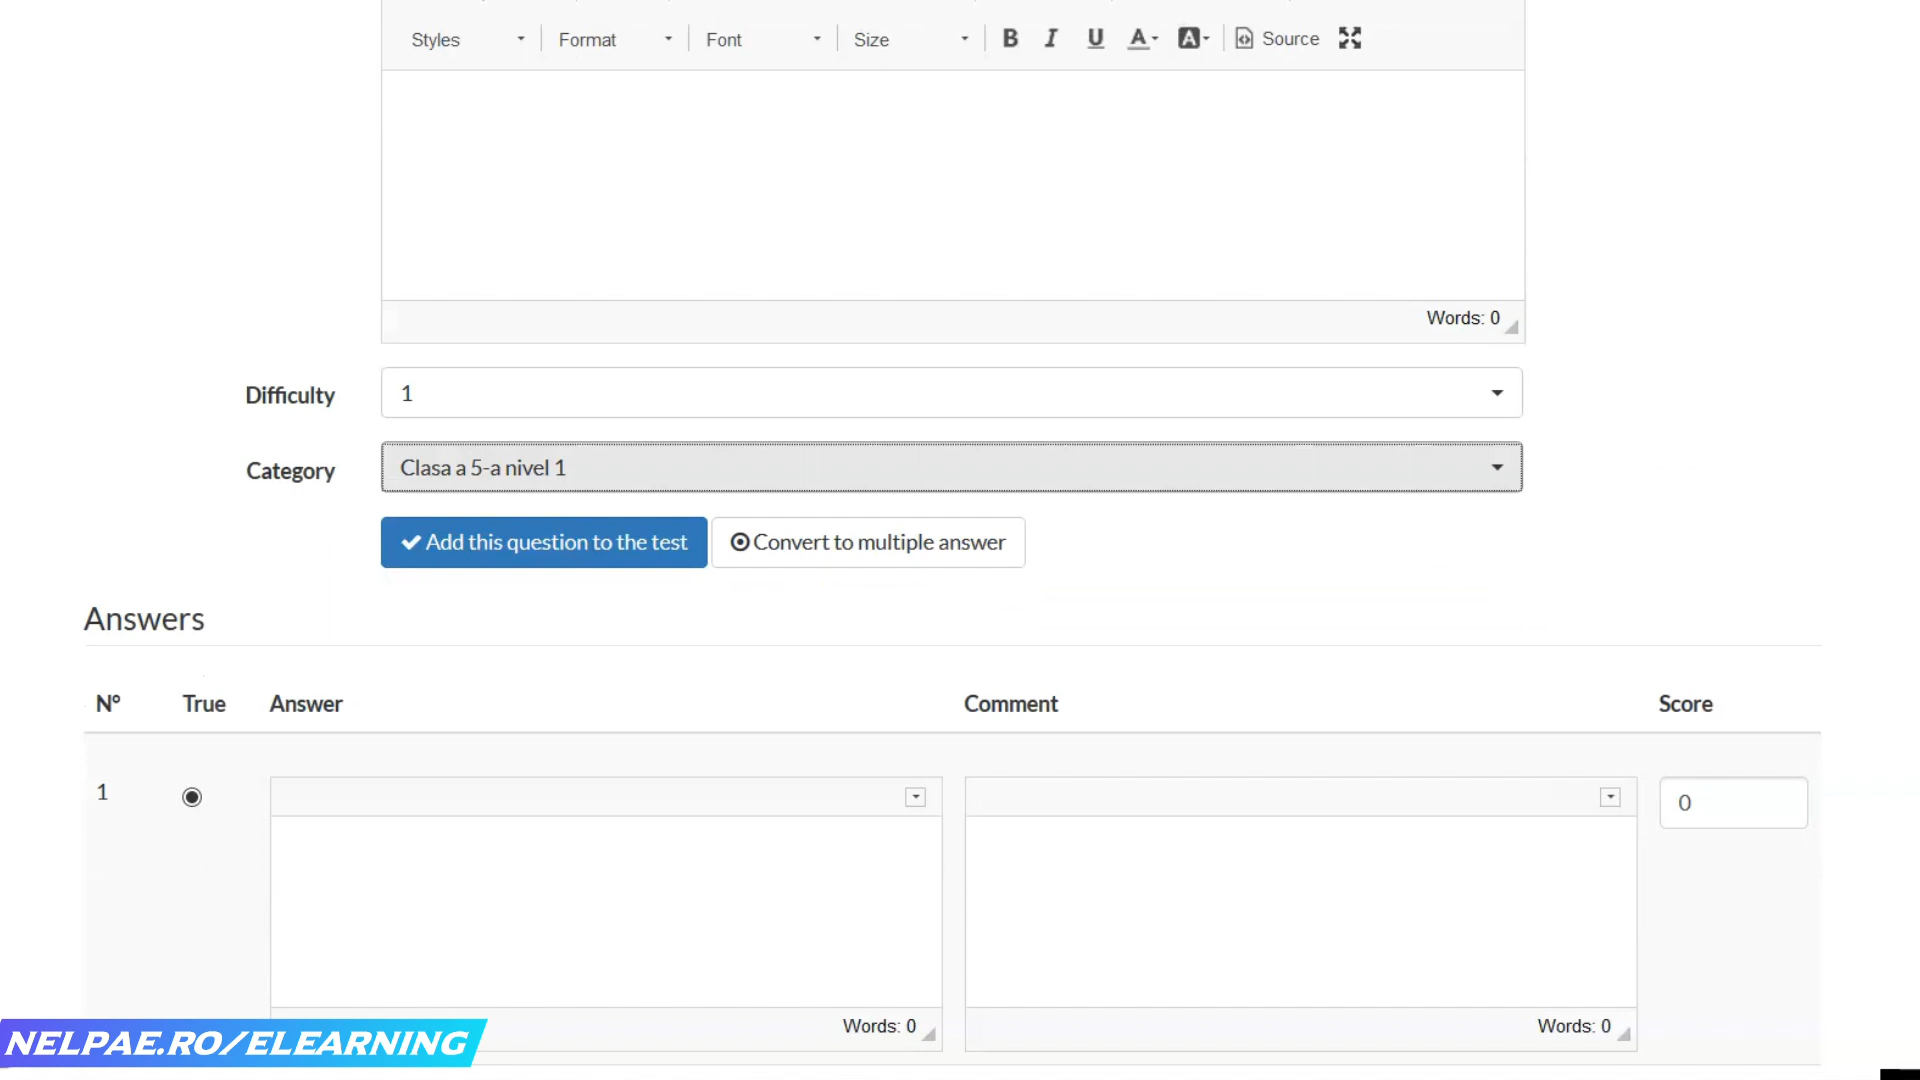 Styles Format Font Size B I U A A Source
Words: 0
Difficulty 1
Category Clasa a 5-a nivel 1
Add this question to the test Convert to multiple answer
Answers
N° True Answer Comment Score
1 0
Words: 0 Words: 0
NELPAE.RO/ELEARNING